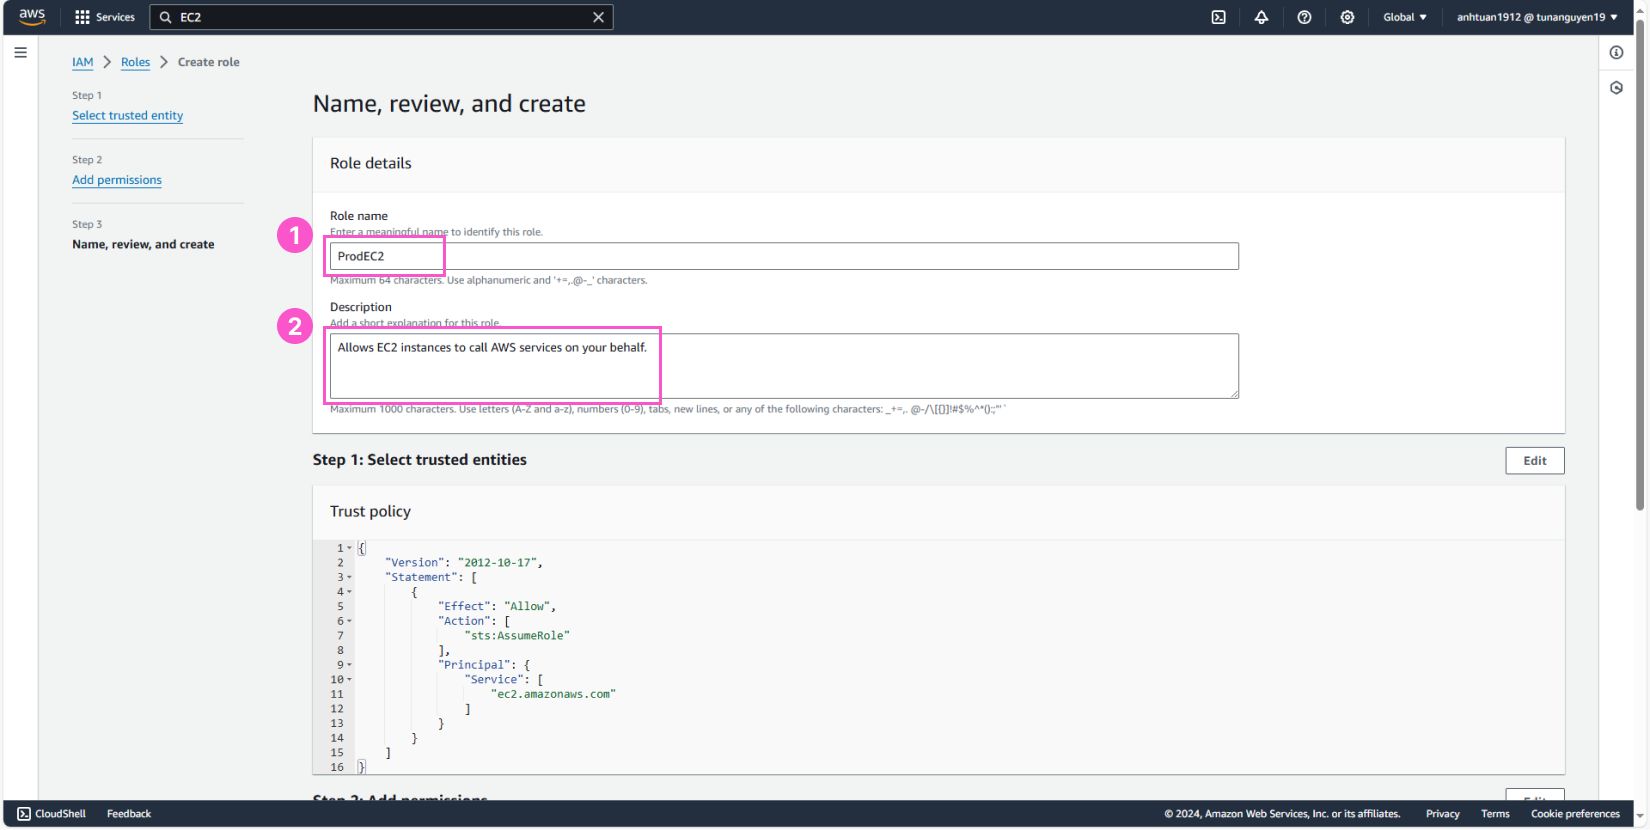 aws
Services
EC2
Global
anhtuan1912 @ tunanguyen19
IAM
Roles
Create role
Step 1
Select trusted entity
Step 2
Add permissions
Step 3
Name, review, and create
Name, review, and create
Role details
1
Role name
Enter a meaningful name to identify this role.
ProdEC2
Maximum 64 characters. Use alphanumeric and '+=,.@-_' characters.
2
Description
Add a short explanation for this role.
Allows EC2 instances to call AWS services on your behalf.
Maximum 1000 characters. Use letters (A-Z and a-z), numbers (0-9), tabs, new lines, or any of the following characters: _+=,. @-/\[{}]!#$%^*();:"'`
Step 1: Select trusted entities
Edit
Trust policy
1 {
2 "Version": "2012-10-17",
3 "Statement": [
4 {
5 "Effect": "Allow",
6 "Action": [
7 "sts:AssumeRole"
8 ],
9 "Principal": {
10 "Service": [
11 "ec2.amazonaws.com"
12 ]
13 }
14 }
15 ]
16 }
Step 2: Add permissions
Edit
CloudShell
Feedback
© 2024, Amazon Web Services, Inc. or its affiliates.
Privacy
Terms
Cookie preferences